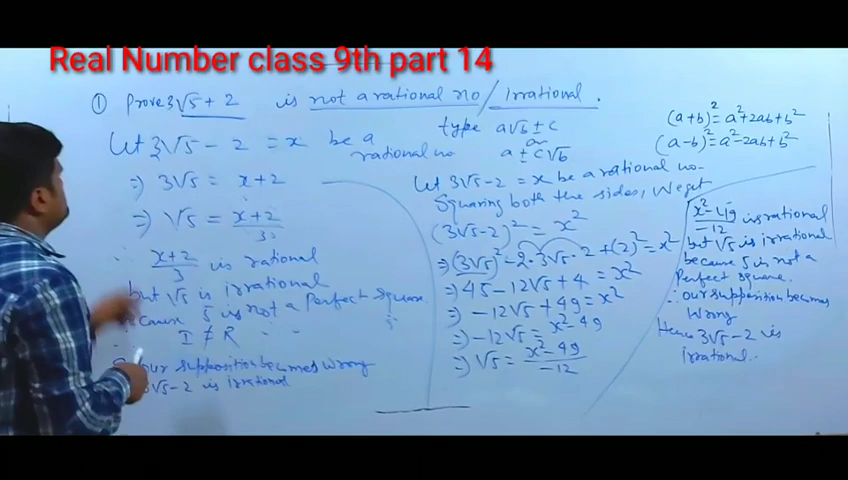 Real Number class 9th part 14
① Prove 3√5 + 2 is not a rational no / irrational.
type a√b ± c
or
a ± c√b
(a+b)² = a²+2ab+b²
(a-b)² = a²-2ab+b²
Let 3√5 - 2 = x be a
rational no
⇒ 3√5 = x+2
⇒ √5 = x+2/3
∴ x+2/3 is rational
but √5 is irrational
because 5 is not a Perfect square
I ≠ R
our supposition becomes wrong
3√5 - 2 is irrational
Let 3√5-2 = x be a rational no-
Squaring both the sides, We get
(3√5-2)² = x²
⇒ (3√5)² - 2·3√5·2 + (2)² = x²
⇒ 45 - 12√5 + 4 = x²
⇒ -12√5 + 49 = x²
⇒ -12√5 = x² - 49
⇒ √5 = x² - 49/-12
x² - 49/-12 is rational
but √5 is irrational
because 5 is not a
Perfect square.
∴ our supposition becomes
wrong
Hence 3√5 - 2 is
irrational.